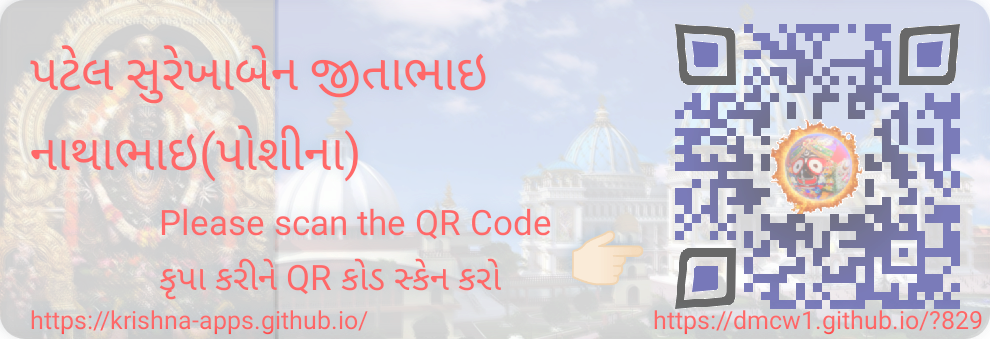 પટેલ સુરેખાબેન જીતાભાઇ
નાથાભાઇ(પોશીના)
Please scan the QR Code
કૃપા કરીને QR કોડ સ્કેન કરો
https://krishna-apps.github.io/
https://dmcw1.github.io/?829